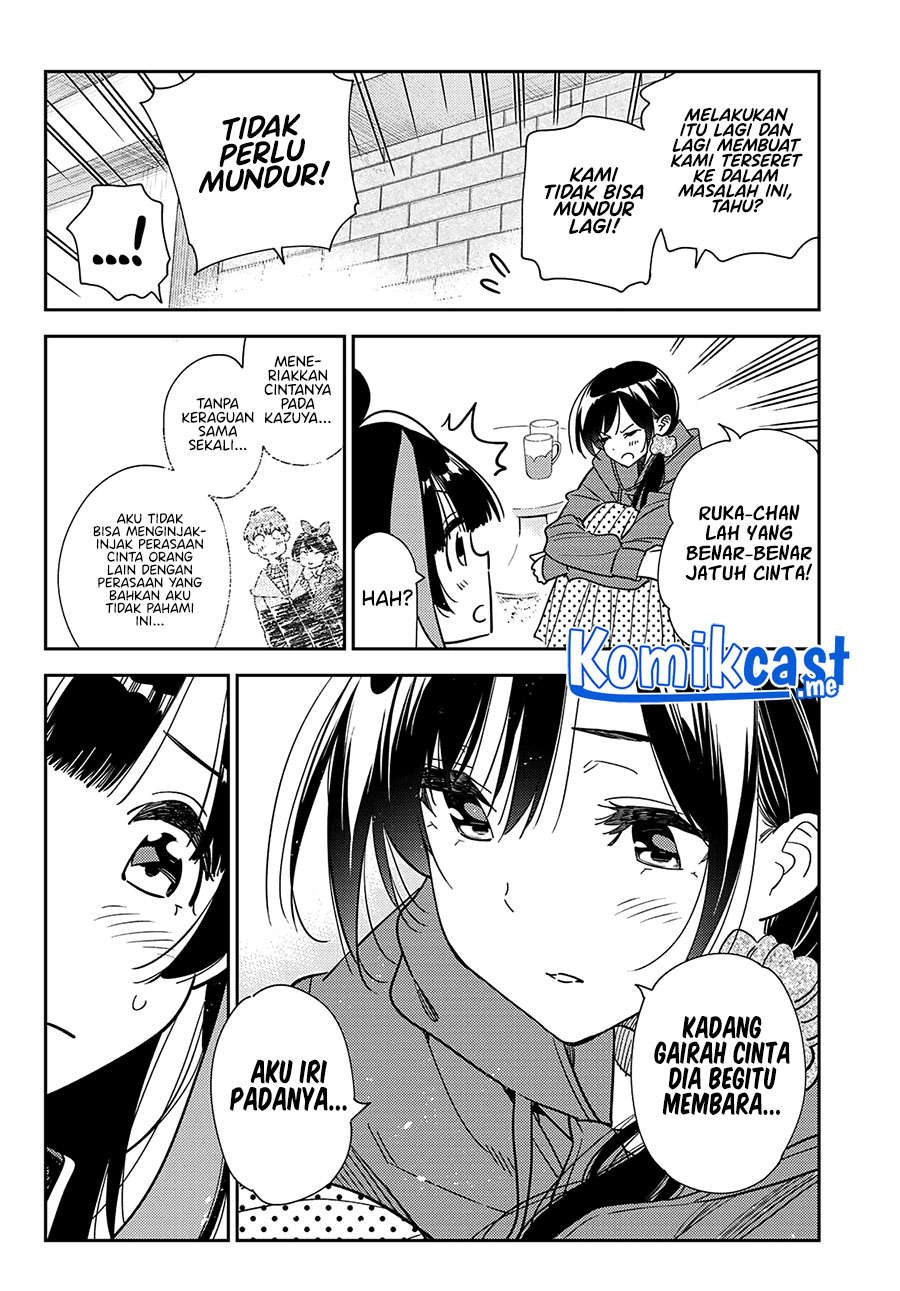 MELAKUKAN
ITU LAGI DAN
LAGI MEMBUAT
KAMI TERSERET
KE DALAM
MASALAH INI,
TAHU?
KAMI
TIDAK BISA
MUNDUR
LAGI!
TIDAK
PERLU
MUNDUR!
....!
RUKA-CHAN
LAH YANG
BENAR-BENAR
JATUH CINTA!
HAH?
MENE-
RIAKKAN
CINTANYA
PADA
KAZUYA...
TANPA
KERAGUAN
SAMA
SEKALI...
AKU TIDAK
BISA MENGINJAK-
INJAK PERASAAN
CINTA ORANG
LAIN DENGAN
PERASAAN YANG
BAHKAN AKU
TIDAK PAHAMI
INI...
Komikcast
.me
KADANG
GAIRAH CINTA
DIA BEGITU
MEMBARA...
AKU IRI
PADANYA...